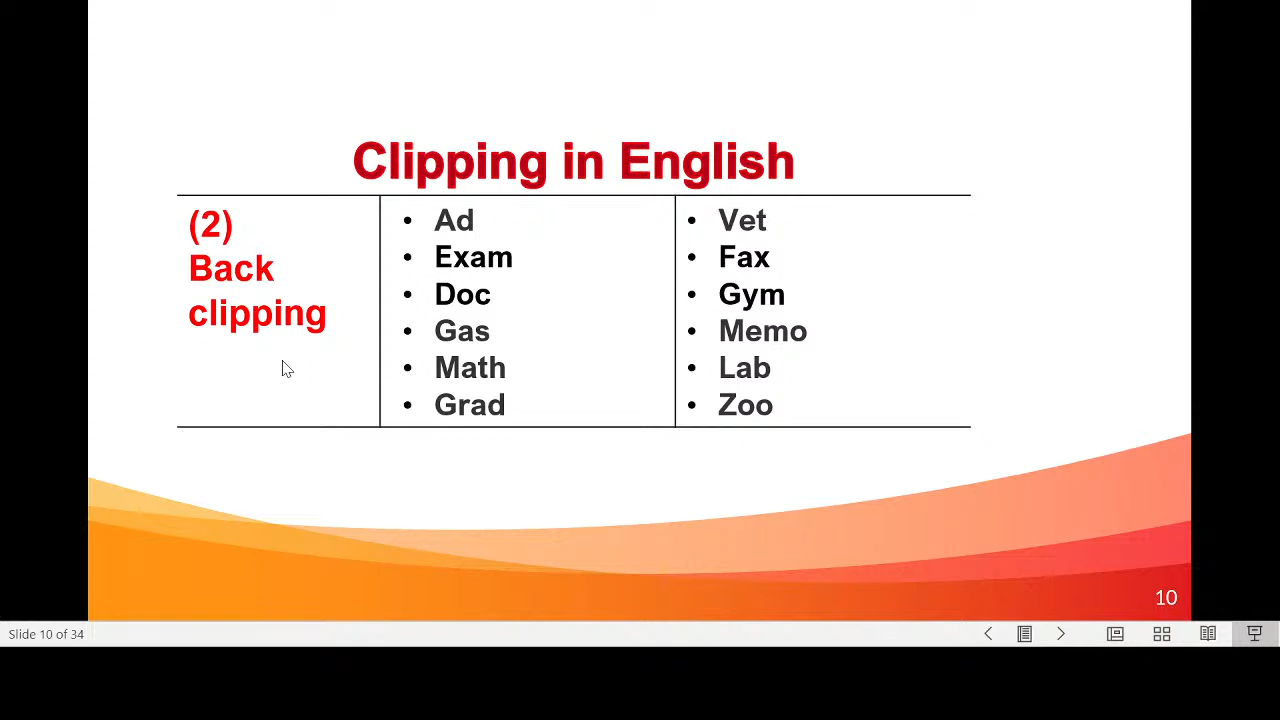 Clipping in English
(2)
Back
clipping
• Ad
• Exam
• Doc
• Gas
• Math
• Grad
• Vet
• Fax
• Gym
• Memo
• Lab
• Zoo
10
Slide 10 of 34